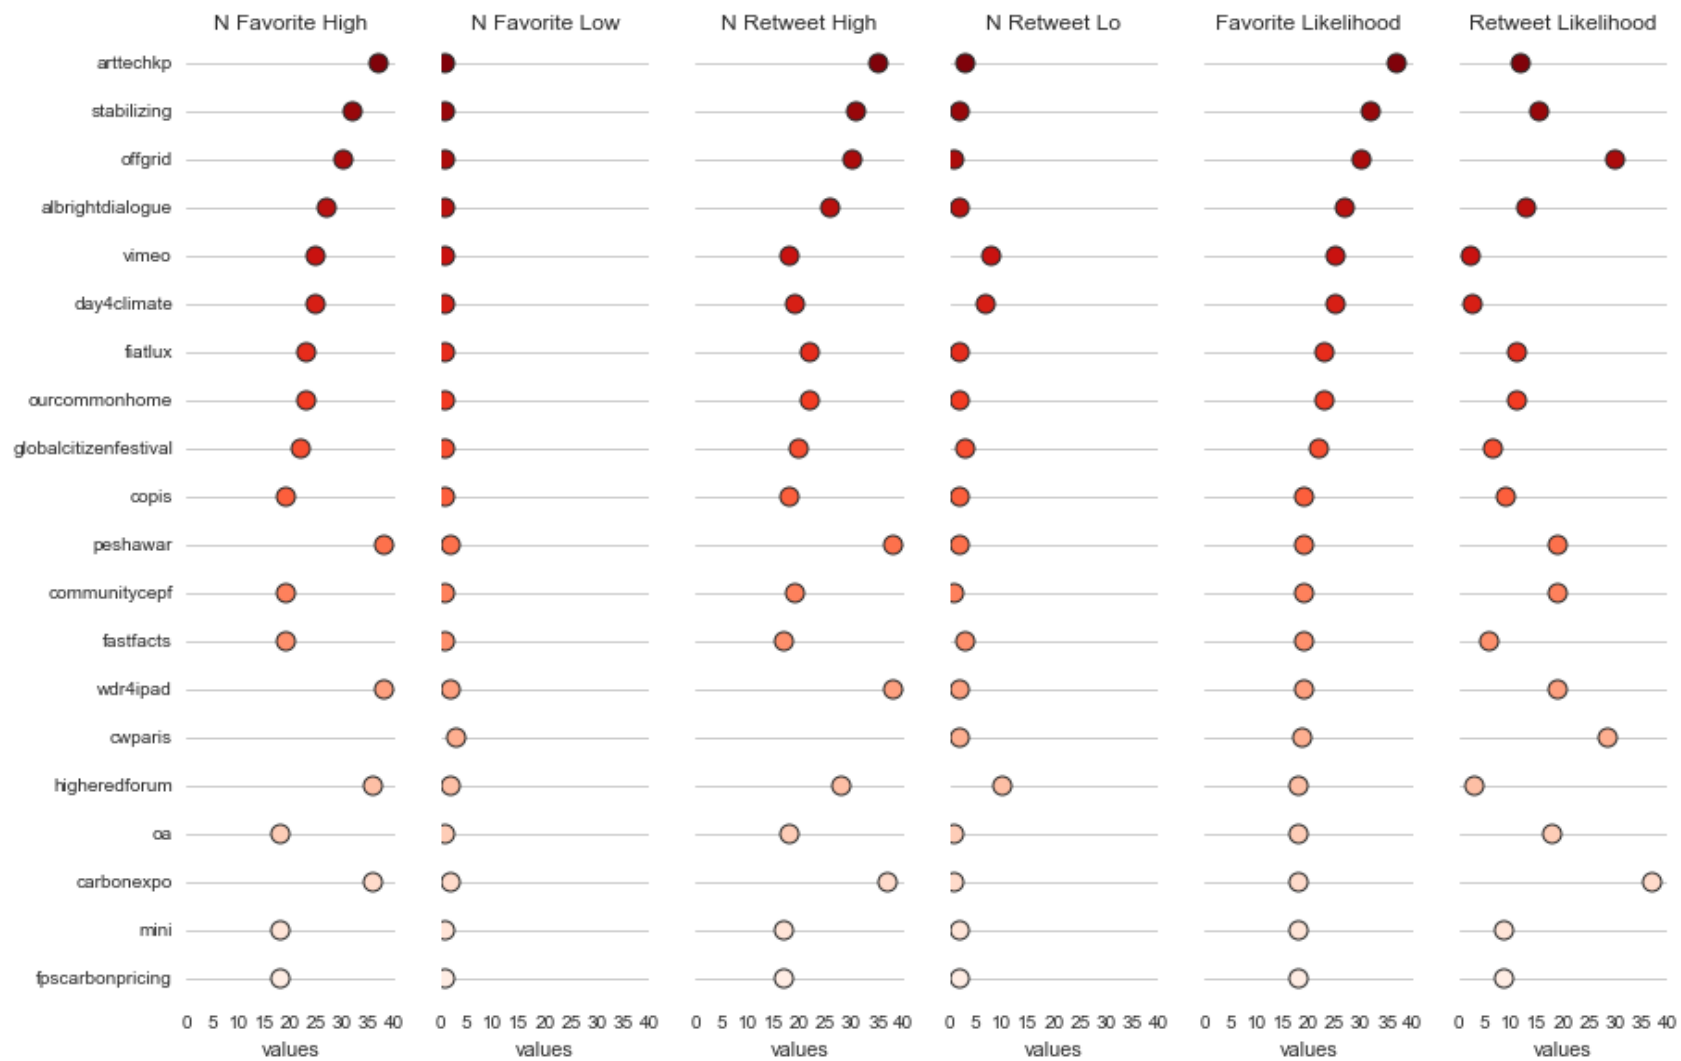 N Favorite High N Favorite Low N Retweet High N Retweet Lo Favorite Likelihood Retweet Likelihood
arttechkp
stabilizing
offgrid
albrightdialogue
vimeo
day4climate
fiatlux
ourcommonhome
globalcitizenfestival
copis
peshawar
communitycepf
fastfacts
wdr4ipad
cwparis
higheredforum
oa
carbonexpo
mini
fpscarbonpricing
0 5 10 15 20 25 30 35 40 0 5 10 15 20 25 30 35 40 0 5 10 15 20 25 30 35 40 0 5 10 15 20 25 30 35 40 0 5 10 15 20 25 30 35 40 0 5 10 15 20 25 30 35 40
values values values values values values